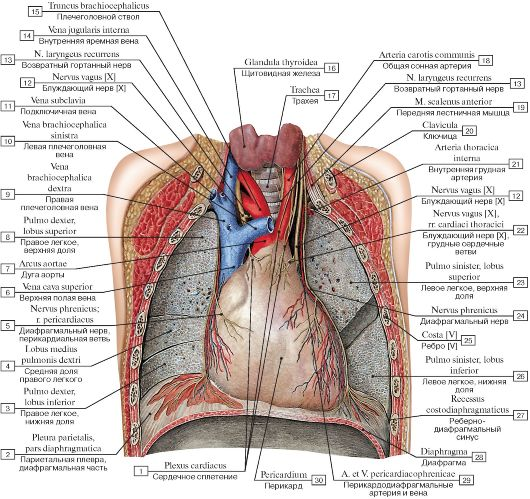 15
Truncus brachiocephalicus
Плечеголовной ствол
14
Vena jugularis interna
Внутренняя яремная вена
13
N. laryngeus recurrens
Возвратный гортанный нерв
12
Nervus vagus [X]
Блуждающий нерв [X]
11
Vena subclavia
Подключичная вена
10
Vena brachiocephalica
sinistra
Левая плечеголовная
вена
9
Vena
brachiocephalica
dextra
Правая
плечеголовная вена
8
Pulmo dexter,
lobus superior
Правое легкое,
верхняя доля
7
Arcus aortae
Дуга аорты
6
Vena cava superior
Верхняя полая вена
5
Nervus phrenicus;
r. pericardiacus
Диафрагмальный нерв,
перикардиальная ветвь
4
Lobus medius
pulmonis dextri
Средняя доля
правого легкого
3
Pulmo dexter,
lobus inferior
Правое легкое,
нижняя доля
2
Pleura parietalis,
pars diaphragmatica
Париетальная плевра,
диафрагмальная часть
1
Plexus cardiacus
Сердечное сплетение
Glandula thyroidea
16
Щитовидная железа
Trachea
17
Трахея
Arteria carotis communis
18
Общая сонная артерия
N. laryngeus recurrens
13
Возвратный гортанный нерв
M. scalenus anterior
19
Передняя лестничная мышца
Clavicula
20
Ключица
Arteria thoracica
interna
21
Внутренняя грудная
артерия
Nervus vagus [X]
12
Блуждающий нерв [X]
Nervus vagus [X],
rr. cardiaci thoracici
22
Блуждающий нерв [X],
грудные сердечные
ветви
Pulmo sinister, lobus
superior
23
Левое легкое, верхняя
доля
Nervus phrenicus
24
Диафрагмальный нерв
Costa [V]
25
Ребро [V]
Pulmo sinister, lobus
inferior
26
Левое легкое, нижняя
доля
Recessus
costodiaphragmaticus
27
Реберно-
диафрагмальный
синус
Diaphragma
28
Диафрагма
A. et V. pericardiacophrenicae
29
Перикардодиафрагмальные
артерия и вена
Pericardium
30
Перикард